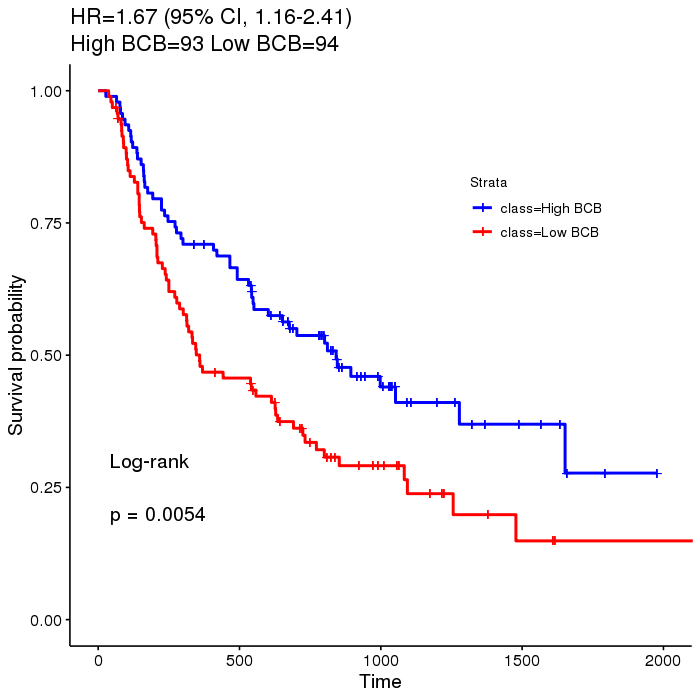 HR=1.67 (95% CI, 1.16-2.41)
High BCB=93 Low BCB=94
Survival probability
1.00
0.75
0.50
0.25
0.00
Strata
class=High BCB
class=Low BCB
Log-rank
p = 0.0054
0 500 1000 1500 2000
Time